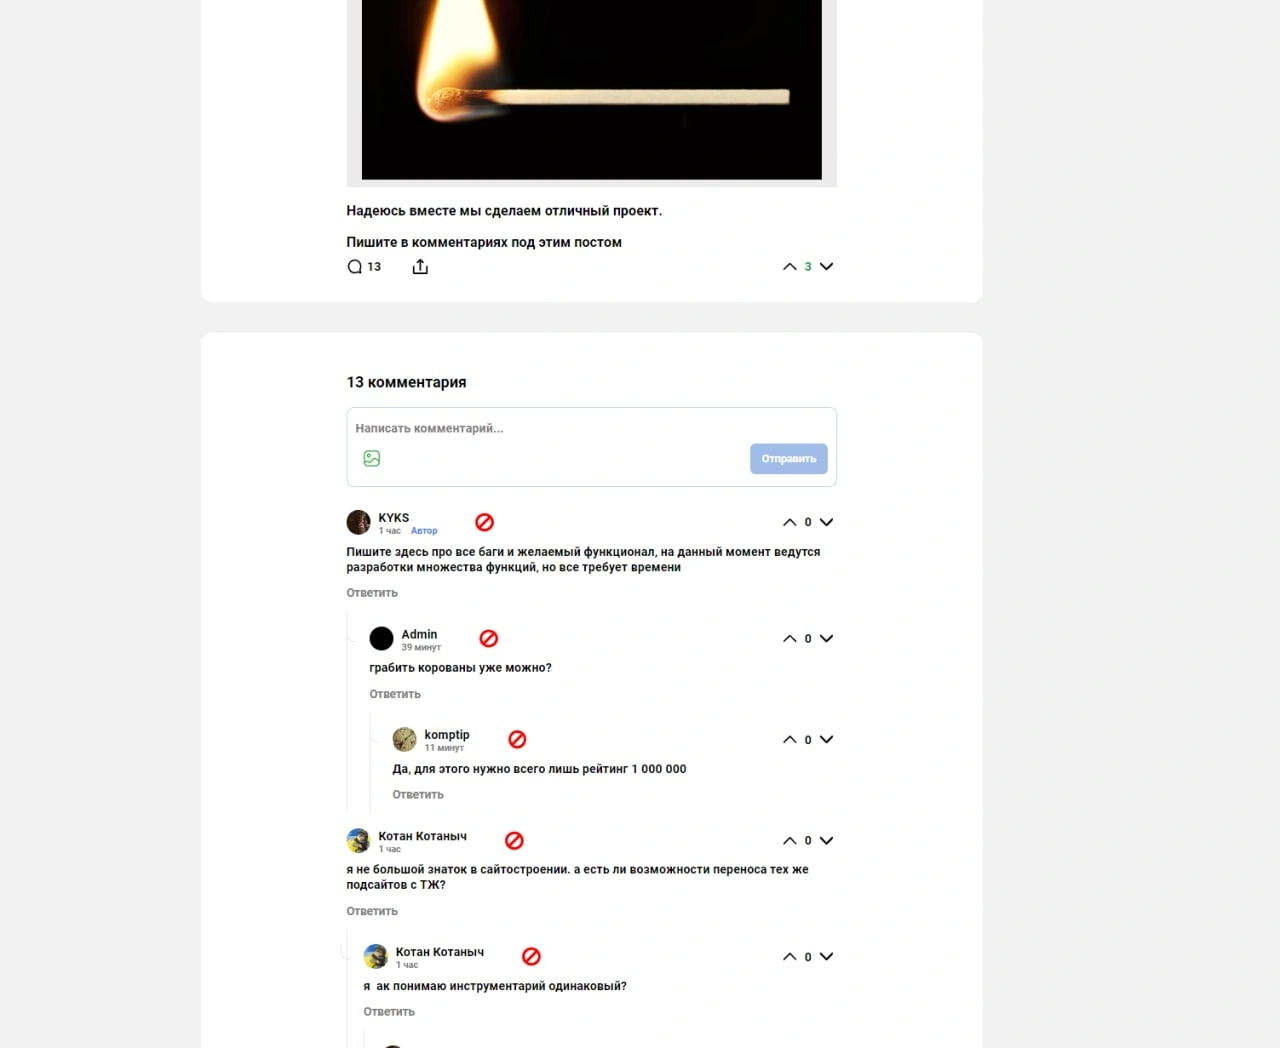 Надеюсь вместе мы сделаем отличный проект.
Пишите в комментариях под этим постом
13
3
13 комментария
Написать комментарий...
Отправить
KYKS
1 час Автор
0
Пишите здесь про все баги и желаемый функционал, на данный момент ведутся
разработки множества функций, но все требует времени
Ответить
Admin
39 минут
0
грабить корованы уже можно?
Ответить
komptip
11 минут
0
Да, для этого нужно всего лишь рейтинг 1 000 000
Ответить
Котан Котаныч
1 час
0
я не большой знаток в сайтостроении. а есть ли возможности переноса тех же
подсайтов с ТЖ?
Ответить
Котан Котаныч
1 час
0
я ак понимаю инструментарий одинаковый?
Ответить